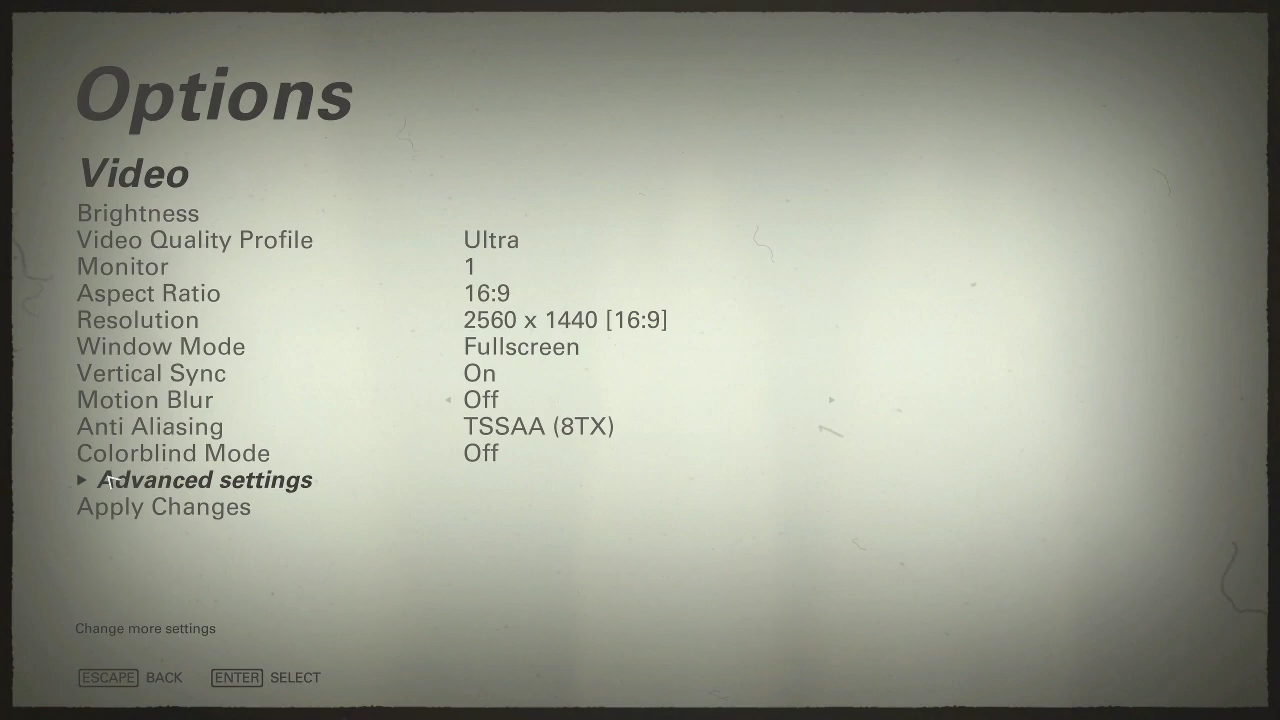 Options
Video
Brightness
Video Quality Profile Ultra
Monitor 1
Aspect Ratio 16:9
Resolution 2560 x 1440 [16:9]
Window Mode Fullscreen
Vertical Sync On
Motion Blur Off
Anti Aliasing TSSAA (8TX)
Colorblind Mode Off
Advanced settings
Apply Changes
Change more settings
ESCAPE BACK ENTER SELECT